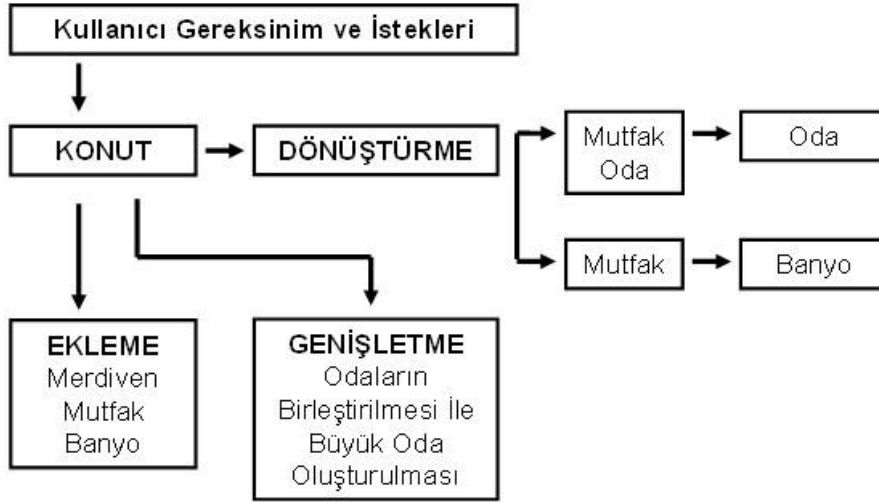 Kullanıcı Gereksinim ve İstekleri
KONUT
DÖNÜŞTÜRME
Mutfak
Oda
Oda
Mutfak
Banyo
EKLEME
Merdiven
Mutfak
Banyo
GENİŞLETME
Odaların
Birleştirilmesi İle
Büyük Oda
Oluşturulması